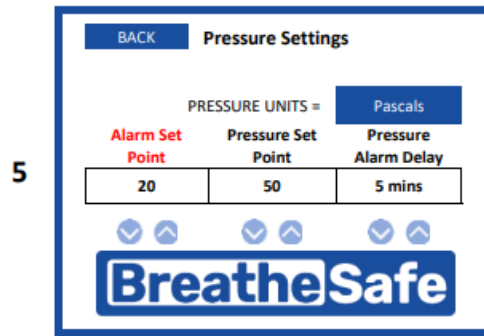 BACK Pressure Settings
PRESSURE UNITS = Pascals
Alarm Set Point Pressure Set Point Pressure Alarm Delay
5
20 50 5 mins
BreatheSafe